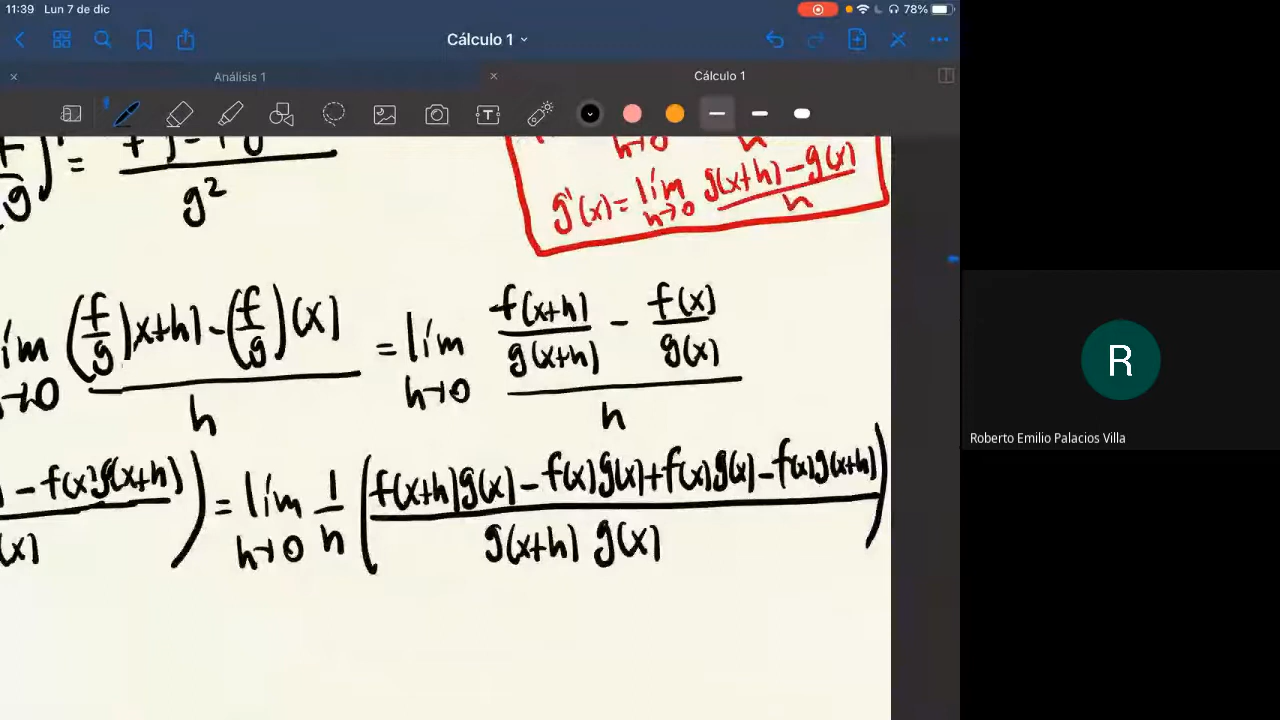 11:39 Lun 7 de dic 78%
Cálculo 1
Análisis 1 Cálculo 1
T
g)' = / g²
h→0 h
g'(x) = lím h→0 g(x+h) - g(x) / h
lím h→0 (f/g)x+h) - (f/g)(x) / h = lím h→0 f(x+h)/g(x+h) - f(x)/g(x) / h
- f(x)g(x+h) / (x) ) = lím h→0 1/h ( f(x+h)g(x) - f(x)g(x) + f(x)g(x) - f(x)g(x+h) / g(x+h) g(x) )
R
Roberto Emilio Palacios Villa